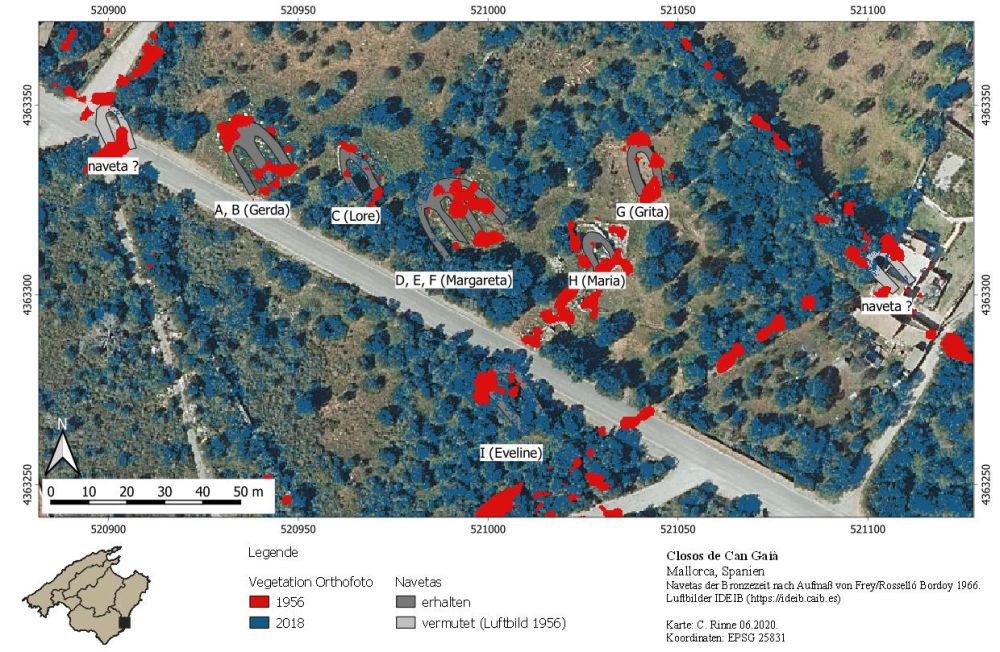 520900 520950 521000 521050 521100
4363350 4363350
naveta ?
A, B (Gerda)
C (Lore)
G (Grita)
D, E, F (Margareta)
H (Maria)
4363300 4363300
naveta ?
I (Eveline)
N
4363250 4363250
0 10 20 30 40 50 m
520900 520950 521000 521050 521100
Legende
Vegetation Orthofoto
1956
2018
Navetas
erhalten
vermutet (Luftbild 1956)
Closos de Can Gaià
Mallorca, Spanien
Navetas der Bronzezeit nach Aufmaß von Frey/Rosselló Bordoy 1966.
Luftbilder IDEIB (https://ideib.caib.es)
Karte: C. Rinne 06.2020.
Koordinaten: EPSG 25831